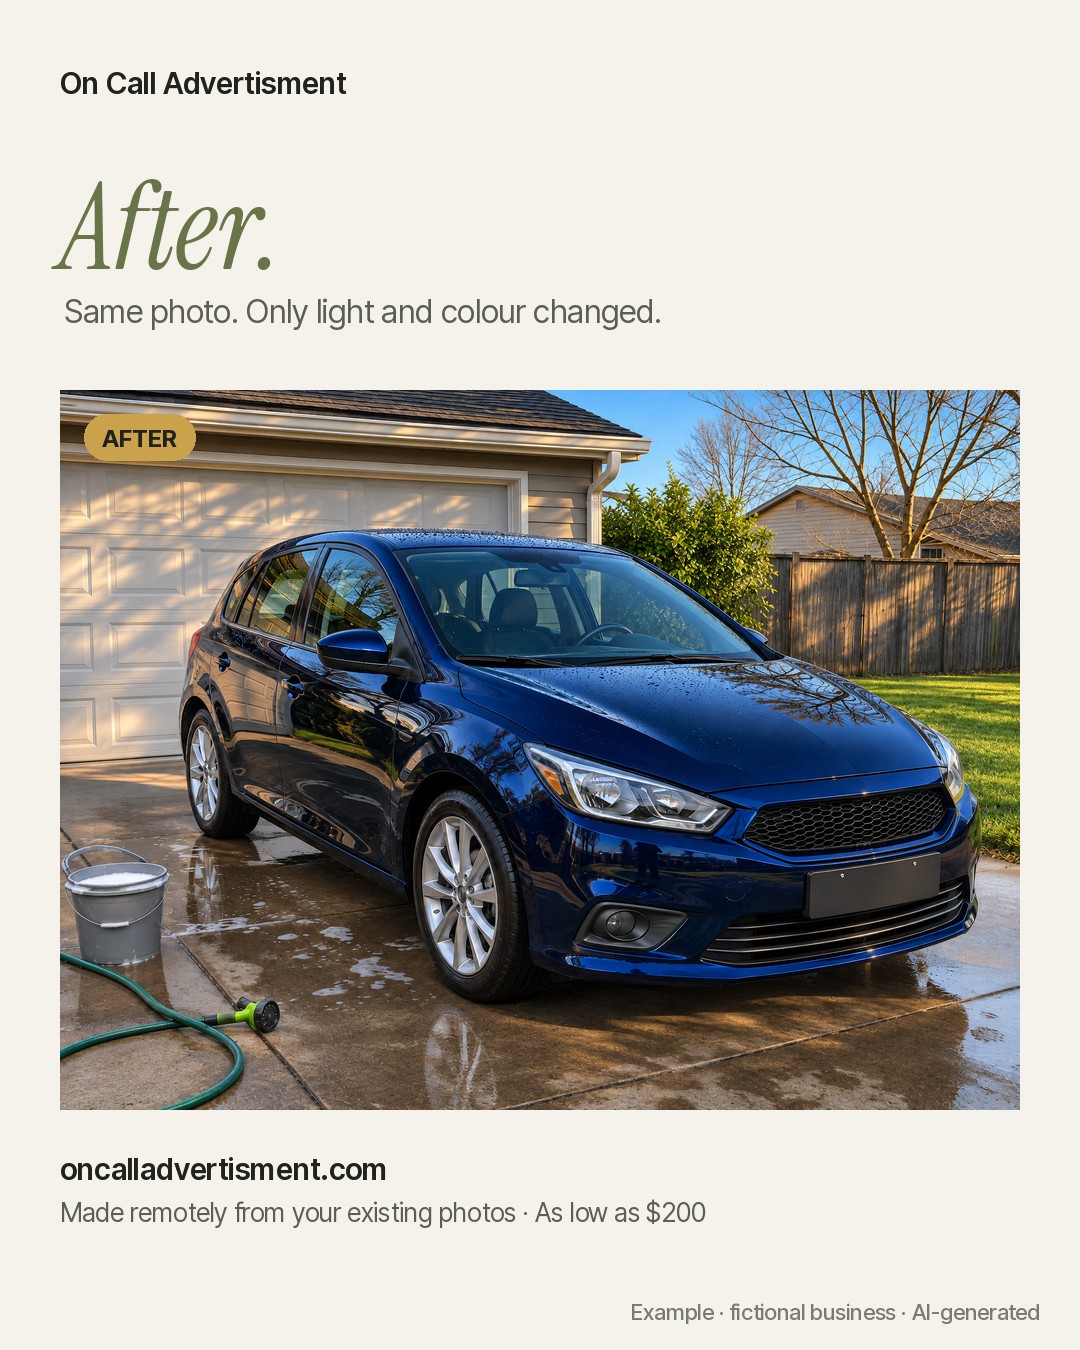 On Call Advertisment
After.
Same photo. Only light and colour changed.
AFTER
oncalladvertisment.com
Made remotely from your existing photos · As low as $200
Example · fictional business · AI-generated